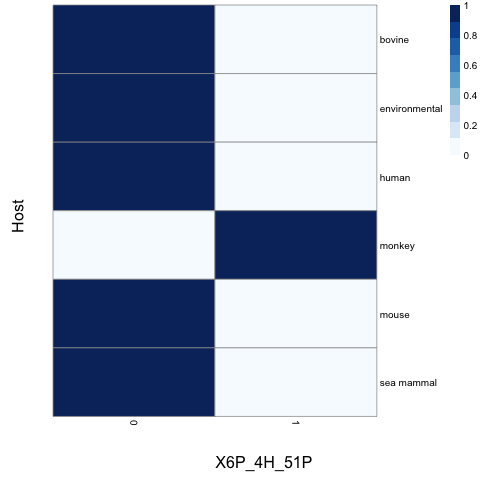 1
0.8
0.6
0.4
0.2
0
bovine
environmental
human
monkey
mouse
sea mammal
Host
0
1
X6P_4H_51P